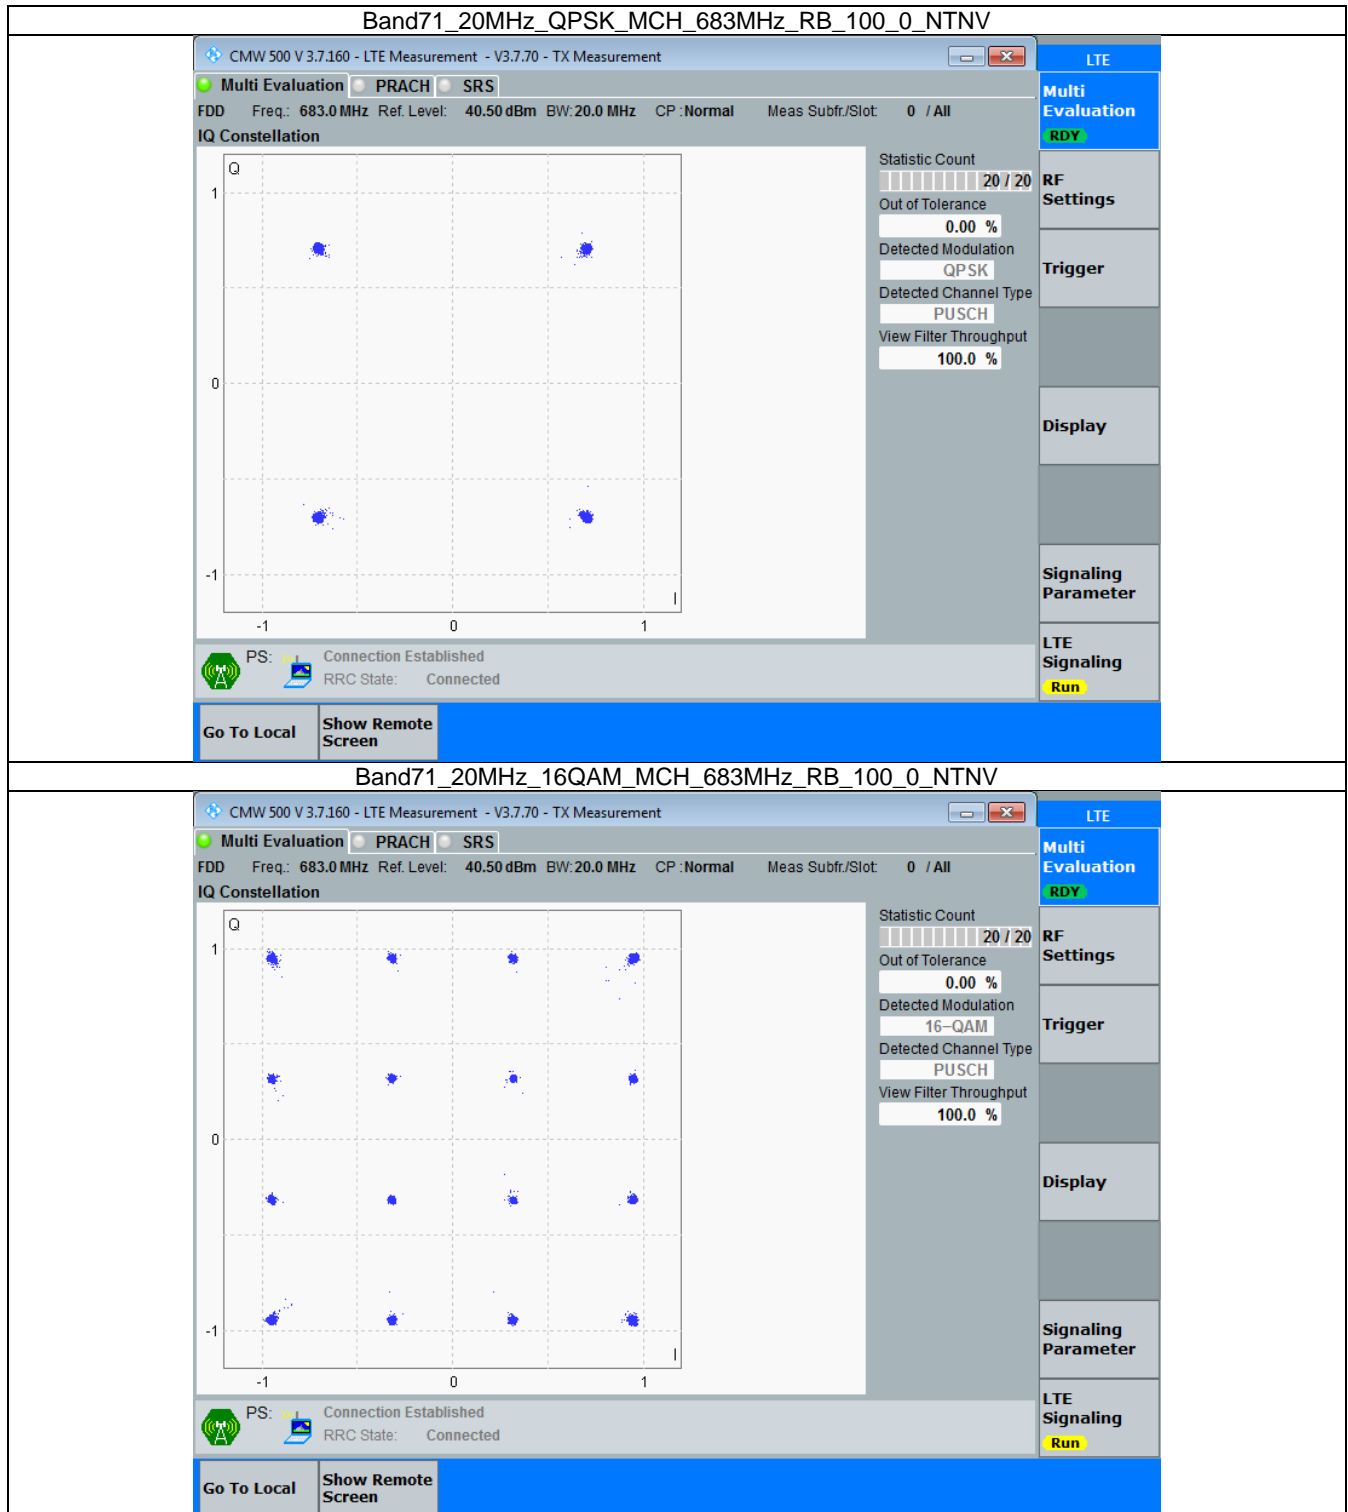 Band71_20MHz_QPSK_MCH_683MHz_RB_100_0_NTNV
CMW 500 V 3.7.160 - LTE Measurement - V3.7.70 - TX Measurement
LTE
Multi Evaluation PRACH SRS
Multi
Evaluation
RDY
FDD Freq.: 683.0 MHz Ref. Level: 40.50 dBm BW: 20.0 MHz CP : Normal Meas Subfr./Slot: 0 / All
IQ Constellation
Q
1
0
-1
I
-1 0 1
Statistic Count
20 / 20
Out of Tolerance
0.00 %
Detected Modulation
QPSK
Detected Channel Type
PUSCH
View Filter Throughput
100.0 %
RF
Settings
Trigger
Display
Signaling
Parameter
LTE
Signaling
Run
PS: Connection Established
RRC State: Connected
Go To Local
Show Remote
Screen
Band71_20MHz_16QAM_MCH_683MHz_RB_100_0_NTNV
CMW 500 V 3.7.160 - LTE Measurement - V3.7.70 - TX Measurement
LTE
Multi Evaluation PRACH SRS
Multi
Evaluation
RDY
FDD Freq.: 683.0 MHz Ref. Level: 40.50 dBm BW: 20.0 MHz CP : Normal Meas Subfr./Slot: 0 / All
IQ Constellation
Q
1
0
-1
I
-1 0 1
Statistic Count
20 / 20
Out of Tolerance
0.00 %
Detected Modulation
16-QAM
Detected Channel Type
PUSCH
View Filter Throughput
100.0 %
RF
Settings
Trigger
Display
Signaling
Parameter
LTE
Signaling
Run
PS: Connection Established
RRC State: Connected
Go To Local
Show Remote
Screen